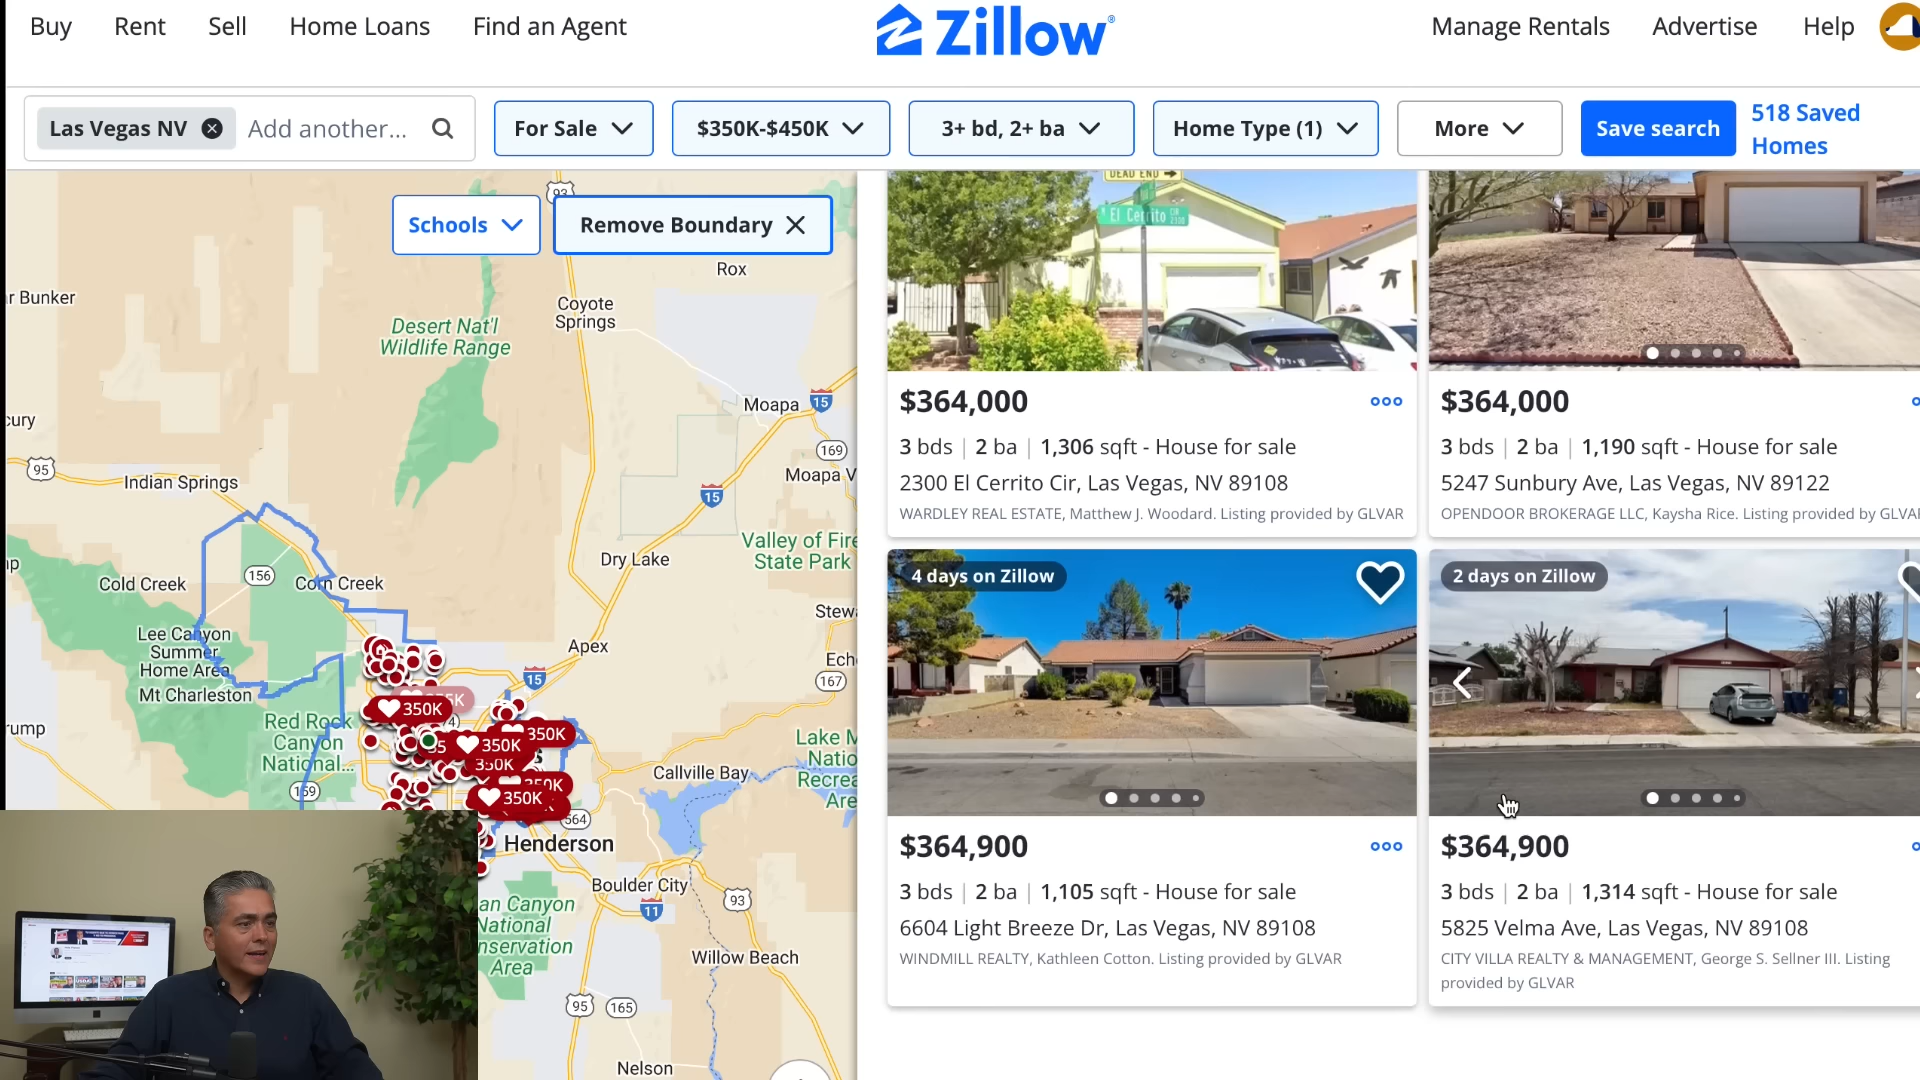 Buy Rent Sell Home Loans Find an Agent
Zillow®
Manage Rentals Advertise Help
Las Vegas NV Add another...
For Sale
$350K-$450K
3+ bd, 2+ ba
Home Type (1)
More
Save search
518 Saved
Homes
Schools
Remove Boundary
93
Rox
r Bunker
Coyote
Springs
Desert Nat'l
Wildlife Range
Moapa
15
cury
169
95
Moapa V
Indian Springs
15
Valley of Fire
State Park
Dry Lake
156
Cold Creek
Corn Creek
Lee Canyon
Summer
Home Area
Stew
Apex
Ech
Mt Charleston
15
167
350K
Red Rock
Canyon
National...
rump
350K
350K
350K
350K
350K
Lake M
Natio
Recrea
Are
Callville Bay
159
564
Henderson
Boulder City
11
93
an Canyon
National
nservation
Area
Willow Beach
95
165
Nelson
DEAD END
El Cerrito CIR
$364,000
3 bds | 2 ba | 1,306 sqft - House for sale
2300 El Cerrito Cir, Las Vegas, NV 89108
WARDLEY REAL ESTATE, Matthew J. Woodard. Listing provided by GLVAR
$364,000
3 bds | 2 ba | 1,190 sqft - House for sale
5247 Sunbury Ave, Las Vegas, NV 89122
OPENDOOR BROKERAGE LLC, Kaysha Rice. Listing provided by GLVAR
4 days on Zillow
$364,900
3 bds | 2 ba | 1,105 sqft - House for sale
6604 Light Breeze Dr, Las Vegas, NV 89108
WINDMILL REALTY, Kathleen Cotton. Listing provided by GLVAR
2 days on Zillow
$364,900
3 bds | 2 ba | 1,314 sqft - House for sale
5825 Velma Ave, Las Vegas, NV 89108
CITY VILLA REALTY & MANAGEMENT, George S. Sellner III. Listing
provided by GLVAR